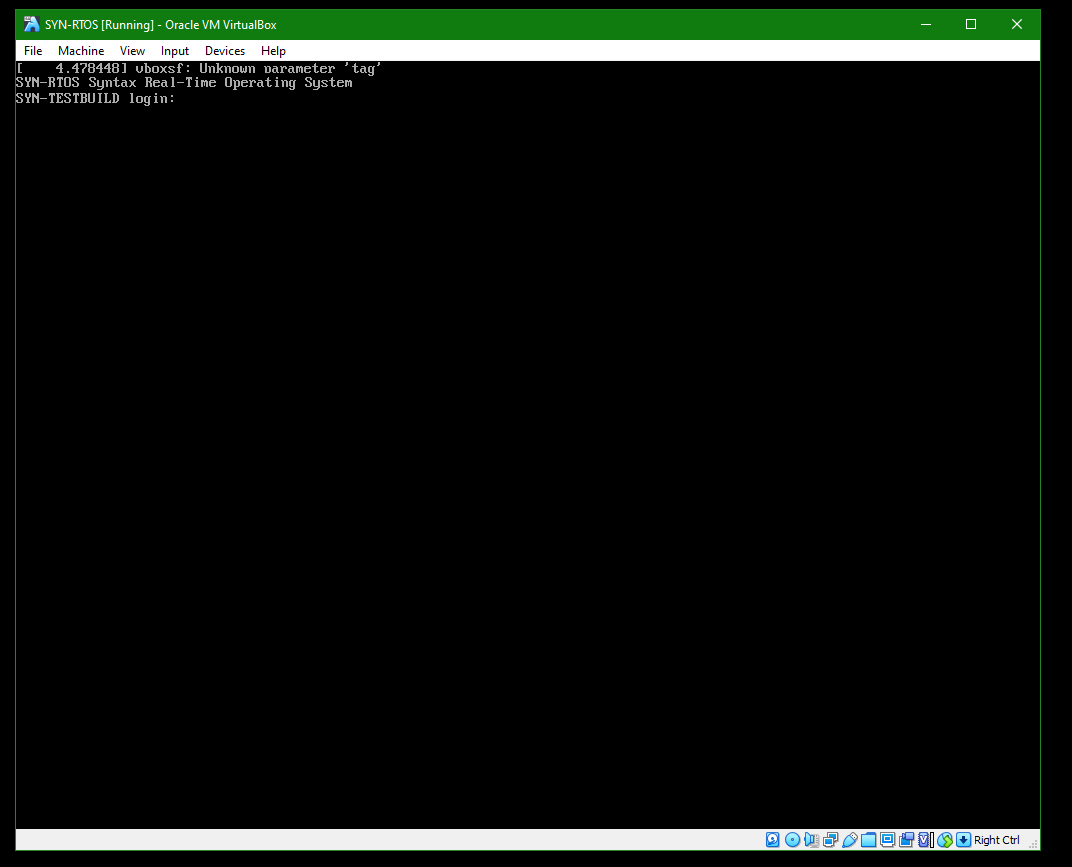 SYN-RTOS [Running] - Oracle VM VirtualBox
File Machine View Input Devices Help
[    4.478448] vboxsf: Unknown parameter 'tag'
SYN-RTOS Syntax Real-Time Operating System
SYN-TESTBUILD login:
Right Ctrl